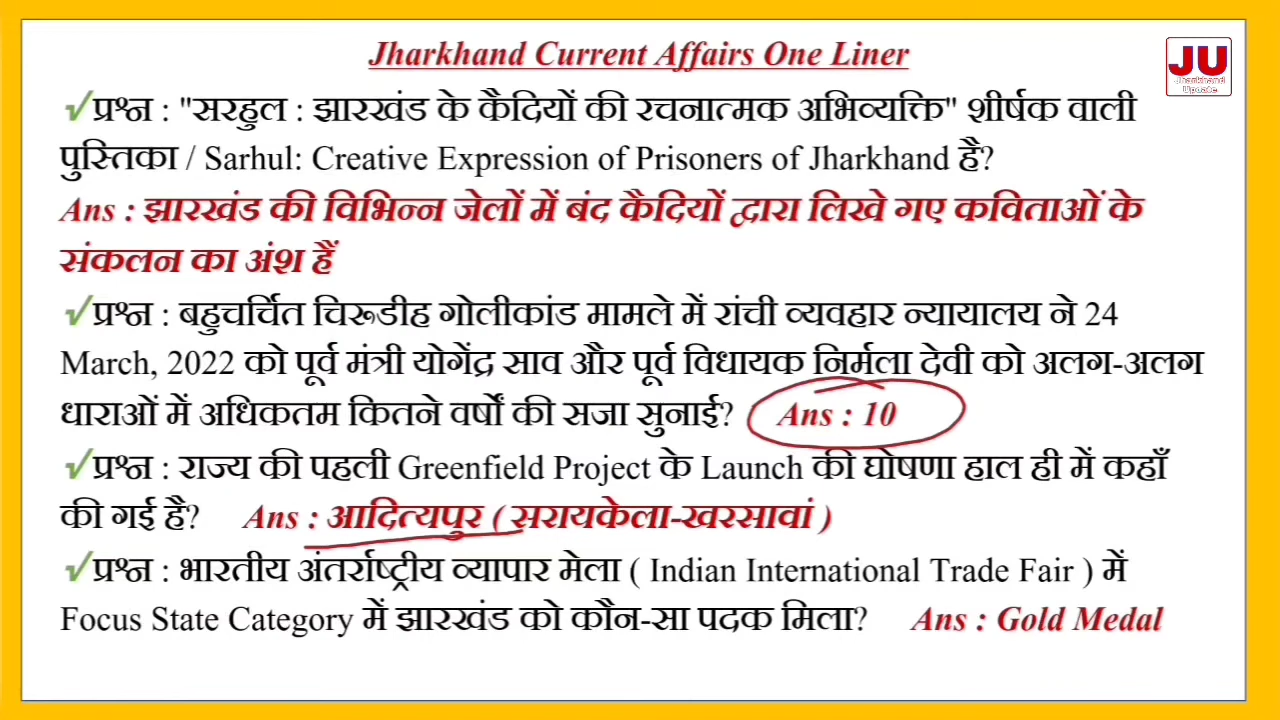 Jharkhand Current Affairs One Liner
JU
Jharkhand
Update
✓प्रश्न : "सरहुल : झारखंड के कैदियों की रचनात्मक अभिव्यक्ति" शीर्षक वाली
पुस्तिका / Sarhul: Creative Expression of Prisoners of Jharkhand है?
Ans : झारखंड की विभिन्न जेलों में बंद कैदियों द्वारा लिखे गए कविताओं के
संकलन का अंश हैं
✓प्रश्न : बहुचर्चित चिरूडीह गोलीकांड मामले में रांची व्यवहार न्यायालय ने 24
March, 2022 को पूर्व मंत्री योगेंद्र साव और पूर्व विधायक निर्मला देवी को अलग-अलग
धाराओं में अधिकतम कितने वर्षों की सजा सुनाई? Ans : 10
✓प्रश्न : राज्य की पहली Greenfield Project के Launch की घोषणा हाल ही में कहाँ
की गई है? Ans : आदित्यपुर ( सरायकेला-खरसावां )
✓प्रश्न : भारतीय अंतर्राष्ट्रीय व्यापार मेला ( Indian International Trade Fair ) में
Focus State Category में झारखंड को कौन-सा पदक मिला? Ans : Gold Medal